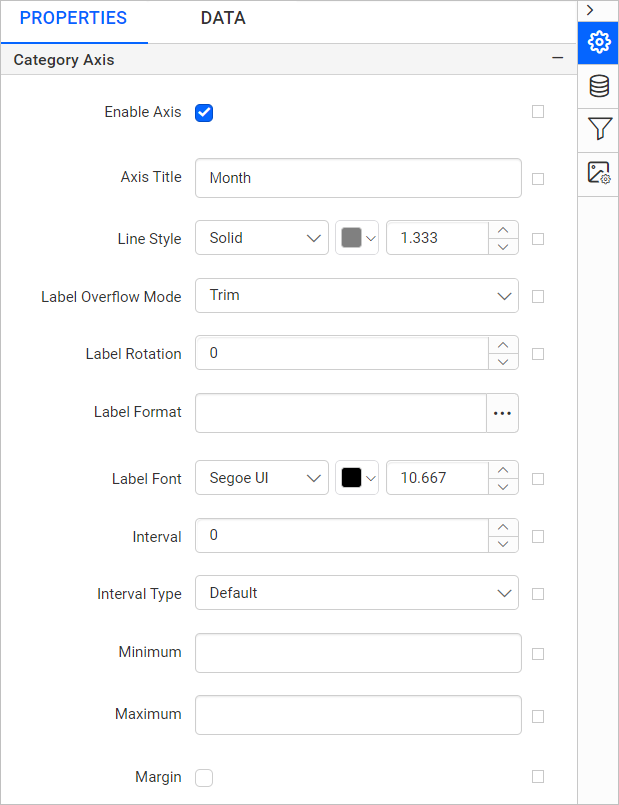 PROPERTIES DATA
Category Axis
Enable Axis
Axis Title Month
Line Style Solid 1.333
Label Overflow Mode Trim
Label Rotation 0
Label Format ...
Label Font Segoe UI 10.667
Interval 0
Interval Type Default
Minimum
Maximum
Margin